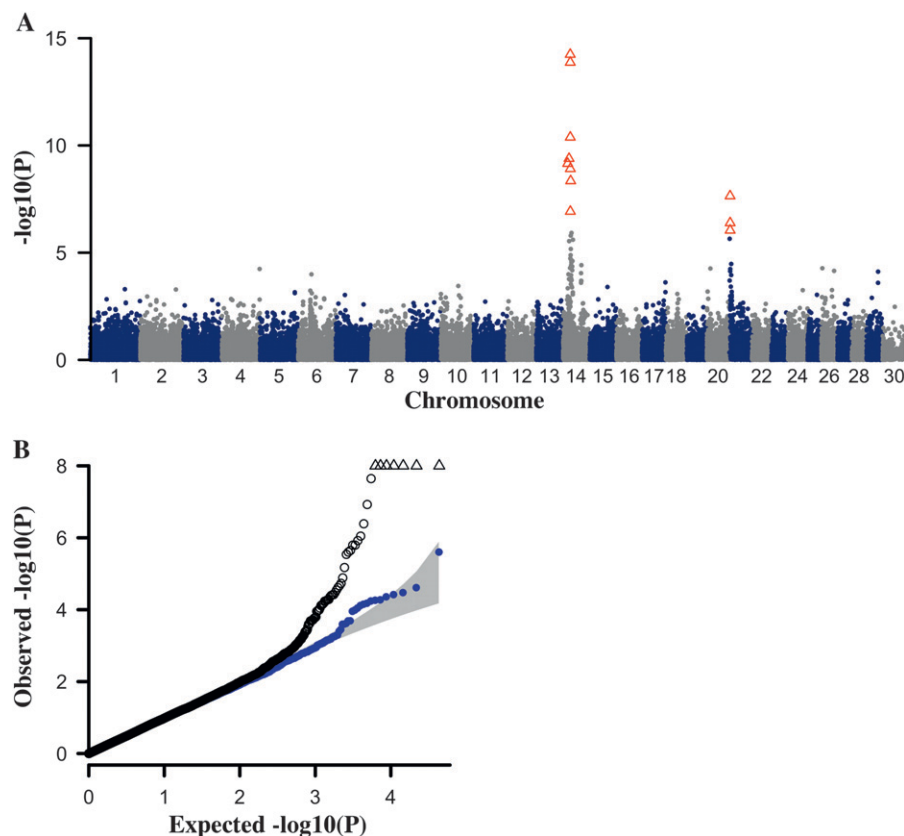 A
15
10
5
0
-log10(P)
1 2 3 4 5 6 7 8 9 10 11 12 13 14 15 16 17 18 20 22 24 26 28 30
Chromosome
B
8
6
4
2
0
Observed -log10(P)
0 1 2 3 4
Expected -log10(P)